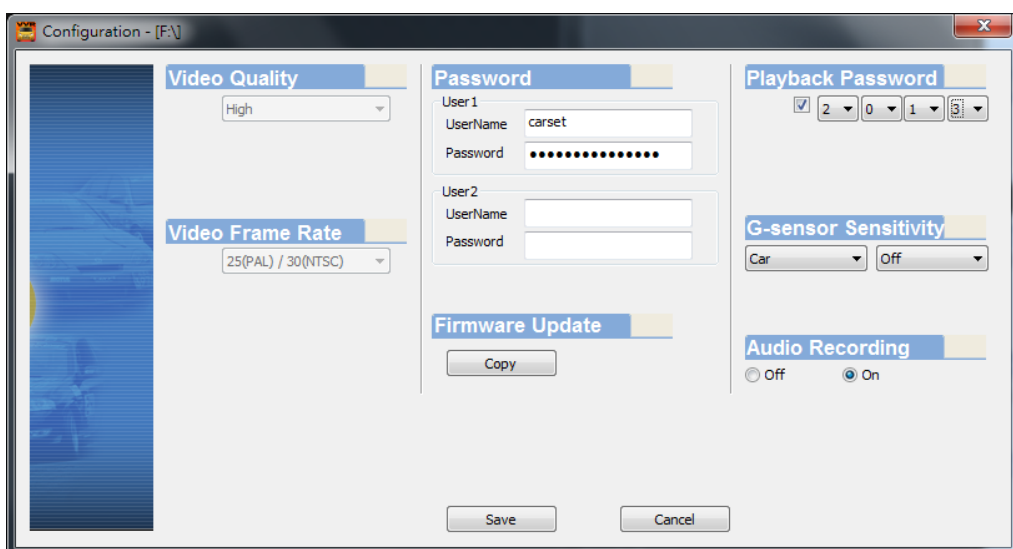 Configuration - [F:\]
Video Quality
High
Video Frame Rate
25(PAL) / 30(NTSC)
Password
User1
UserName carset
Password •••••••••••••••
User2
UserName
Password
Firmware Update
Copy
Playback Password
2 0 1 3
G-sensor Sensitivity
Car Off
Audio Recording
Off On
Save Cancel